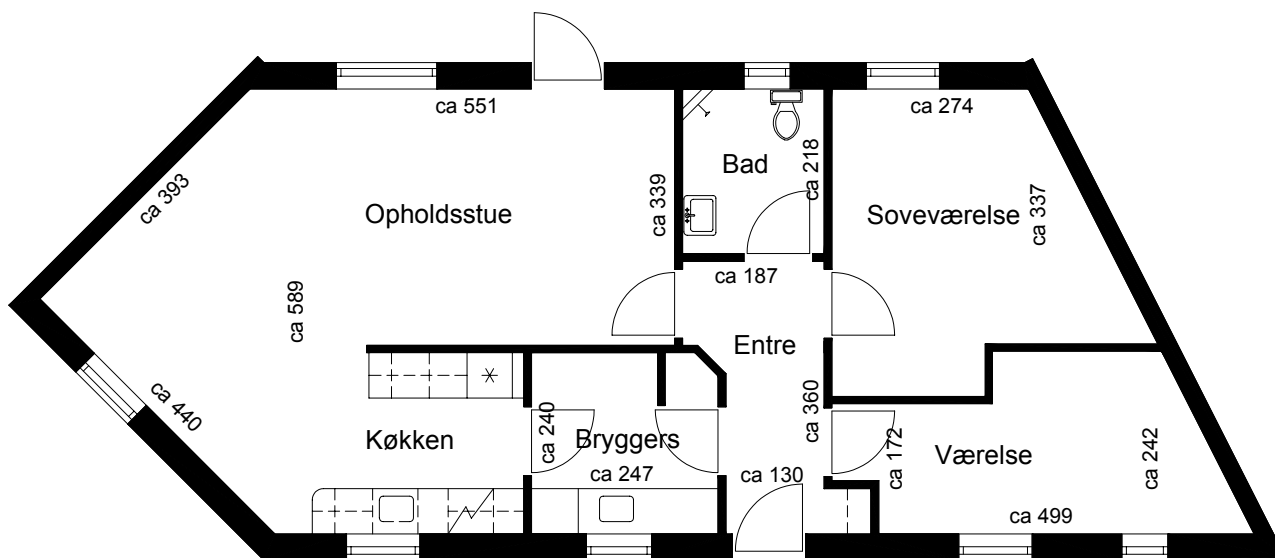 ca 551
ca 274
ca 393
Opholdsstue
ca 339
Bad
ca 218
Soveværelse
ca 337
ca 187
ca 589
Entre
ca 440
Køkken
ca 240
Bryggers
ca 247
ca 360
ca 130
ca 172
Værelse
ca 242
ca 499